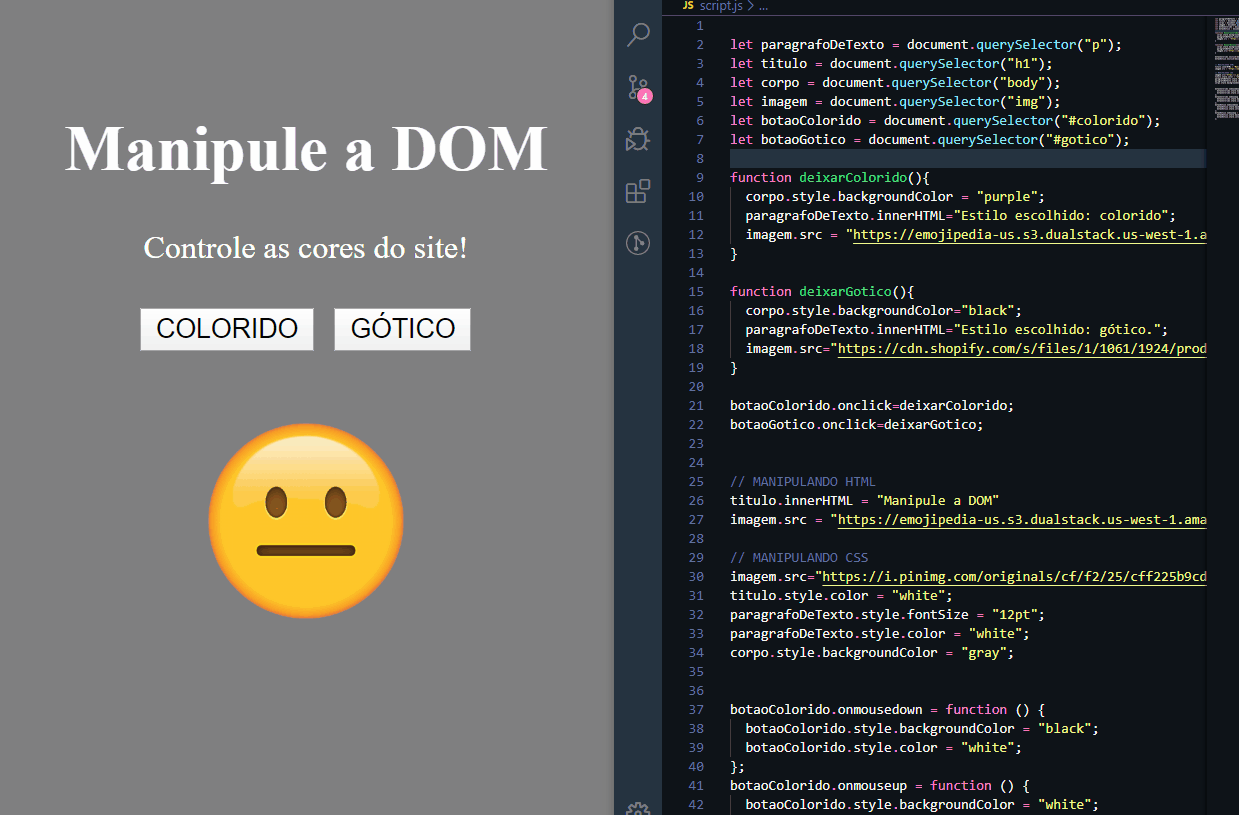 Manipule a DOM
Controle as cores do site!
COLORIDO
GÓTICO
4
JS script.js > ...
1
2 let paragrafoDeTexto = document.querySelector("p");
3 let titulo = document.querySelector("h1");
4 let corpo = document.querySelector("body");
5 let imagem = document.querySelector("img");
6 let botaoColorido = document.querySelector("#colorido");
7 let botaoGotico = document.querySelector("#gotico");
8
9 function deixarColorido(){
10 corpo.style.backgroundColor = "purple";
11 paragrafoDeTexto.innerHTML="Estilo escolhido: colorido";
12 imagem.src = "https://emojipedia-us.s3.dualstack.us-west-1.a
13 }
14
15 function deixarGotico(){
16 corpo.style.backgroundColor="black";
17 paragrafoDeTexto.innerHTML="Estilo escolhido: gótico.";
18 imagem.src="https://cdn.shopify.com/s/files/1/1061/1924/prod
19 }
20
21 botaoColorido.onclick=deixarColorido;
22 botaoGotico.onclick=deixarGotico;
23
24
25 // MANIPULANDO HTML
26 titulo.innerHTML = "Manipule a DOM"
27 imagem.src = "https://emojipedia-us.s3.dualstack.us-west-1.ama
28
29 // MANIPULANDO CSS
30 imagem.src="https://i.pinimg.com/originals/cf/f2/25/cff225b9cd
31 titulo.style.color = "white";
32 paragrafoDeTexto.style.fontSize = "12pt";
33 paragrafoDeTexto.style.color = "white";
34 corpo.style.backgroundColor = "gray";
35
36
37 botaoColorido.onmousedown = function () {
38 botaoColorido.style.backgroundColor = "black";
39 botaoColorido.style.color = "white";
40 };
41 botaoColorido.onmouseup = function () {
42 botaoColorido.style.backgroundColor = "white";